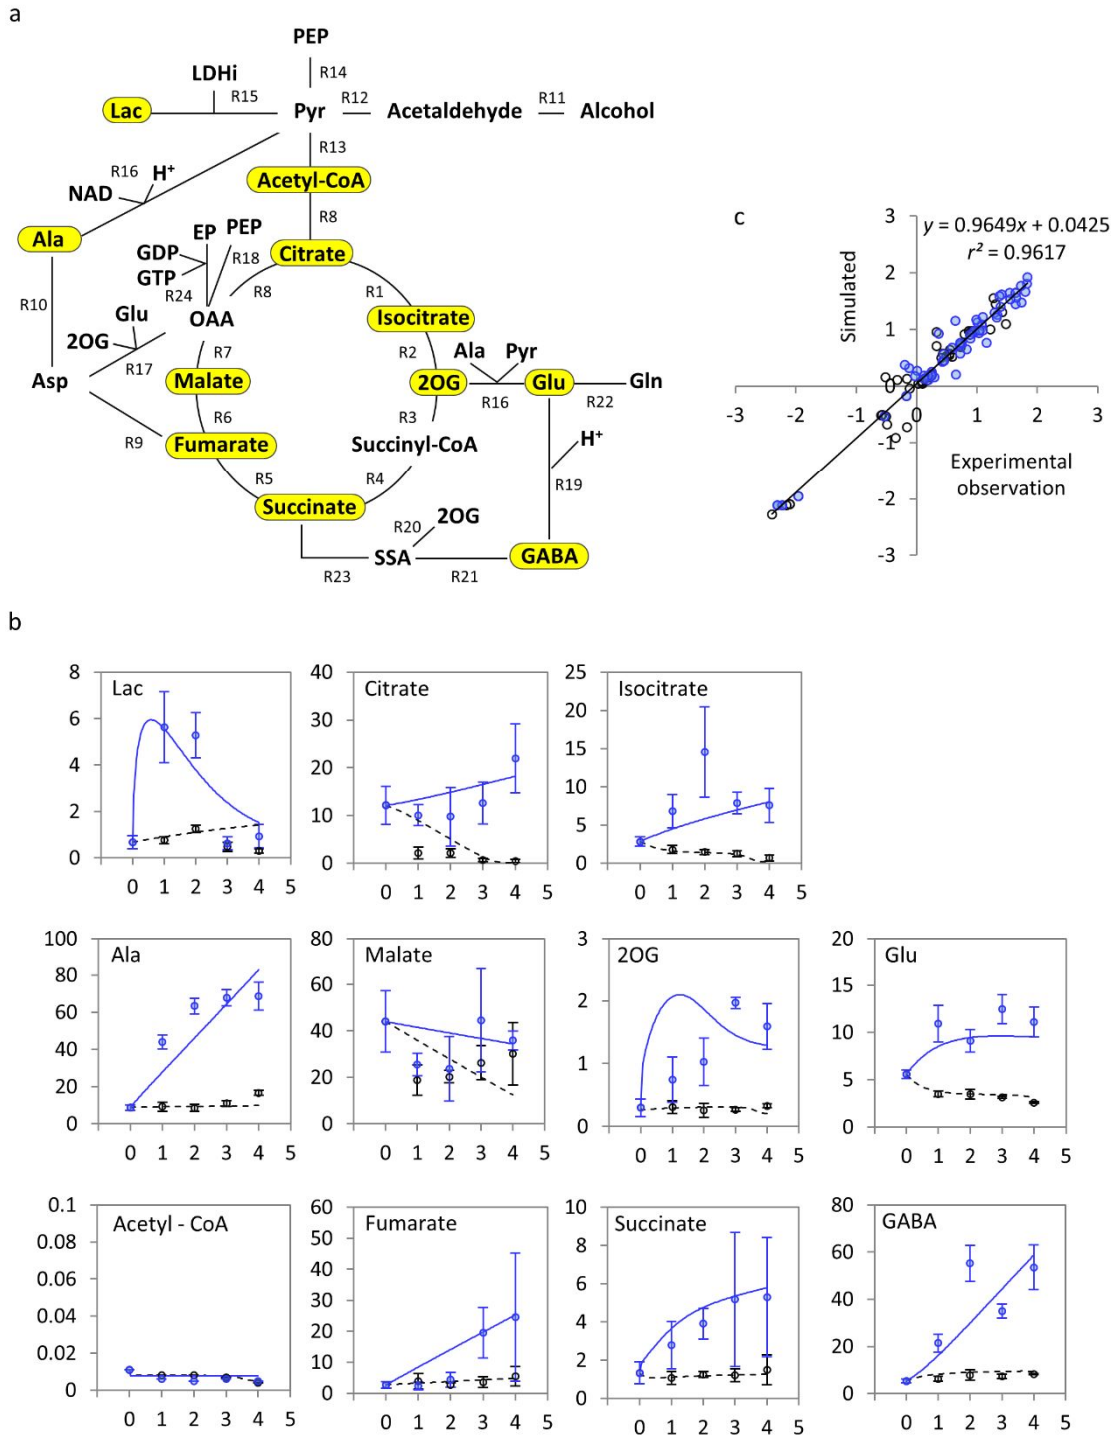 a
PEP
LDHi
R14
R15
R12
R11
Lac
Pyr
Acetaldehyde
Alcohol
R13
R16
H⁺
NAD
Acetyl-CoA
EP
PEP
R8
Ala
GDP
R18
Citrate
GTP
R24
R8
R1
R10
Glu
OAA
Isocitrate
2OG
R7
R2
Ala
Pyr
R17
Asp
Malate
2OG
Glu
Gln
R6
R3
R16
R22
R9
Fumarate
Succinyl-CoA
H⁺
R5
R4
R19
Succinate
2OG
R20
SSA
GABA
R23
R21
c
3
y = 0.9649x + 0.0425
r² = 0.9617
2
Simulated
1
0
-3
-2
-1
0
1
2
3
-1
Experimental
observation
-2
-3
b
8
6
4
2
0
Lac
0 1 2 3 4 5
40
30
20
10
0
Citrate
0 1 2 3 4 5
25
20
15
10
5
0
Isocitrate
0 1 2 3 4 5
100
80
60
40
20
0
Ala
0 1 2 3 4 5
80
60
40
20
0
Malate
0 1 2 3 4 5
3
2
1
0
2OG
0 1 2 3 4 5
20
15
10
5
0
Glu
0 1 2 3 4 5
0.1
0.08
0.06
0.04
0.02
0
Acetyl - CoA
0 1 2 3 4 5
60
50
40
30
20
10
0
Fumarate
0 1 2 3 4 5
10
8
6
4
2
0
Succinate
0 1 2 3 4 5
80
60
40
20
0
GABA
0 1 2 3 4 5